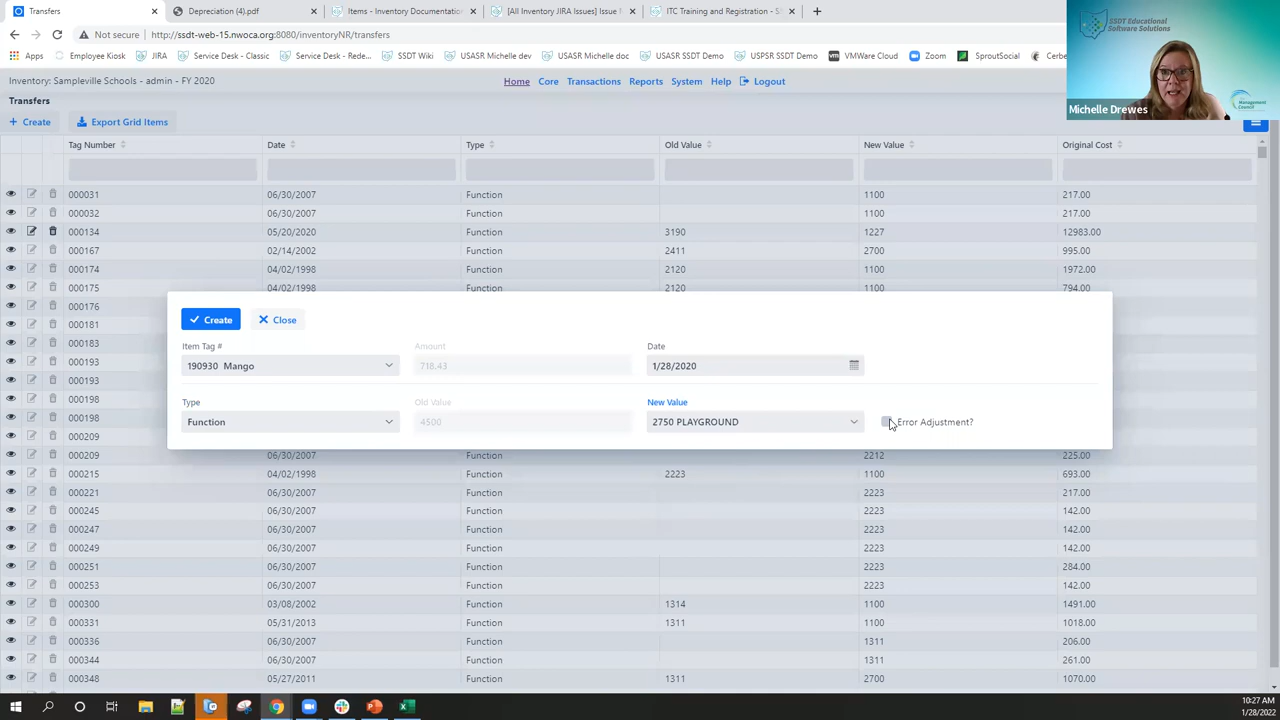 Transfers
Depreciation (4).pdf
Items - Inventory Documentation
[All Inventory JIRA Issues] Issue N
ITC Training and Registration - S
Not secure
http://ssdt-web-15.nwoca.org:8080/inventoryNR/transfers
Apps
Employee Kiosk
JIRA
Service Desk - Classic
Service Desk - Rede...
SSDT Wiki
USASR Michelle dev
USASR Michelle doc
USASR SSDT Demo
USPSR SSDT Demo
VMWare Cloud
Zoom
SproutSocial
Cerbe
SSDT Educational
Software Solutions
Management
Council
Michelle Drewes
Inventory: Sampleville Schools - admin - FY 2020
Home Core Transactions Reports System Help Logout
Transfers
Create Export Grid Items
Tag Number Date Type Old Value New Value Original Cost
000031 06/30/2007 Function 1100 217.00
000032 06/30/2007 Function 1100 217.00
000134 05/20/2020 Function 3190 1227 12983.00
000167 02/14/2002 Function 2411 2700 995.00
000174 04/02/1998 Function 2120 1100 1972.00
000175 04/02/1998 Function 2120 1100 794.00
000176
000181
000183
000193
000193
000198
000198
000209
Create Close
Item Tag # Amount Date
190930 Mango 718.43 1/28/2020
Type Old Value New Value
Function 4500 2750 PLAYGROUND Error Adjustment?
000209 06/30/2007 Function 2212 225.00
000215 04/02/1998 Function 2223 1100 693.00
000221 06/30/2007 Function 2223 217.00
000245 06/30/2007 Function 2223 142.00
000247 06/30/2007 Function 2223 142.00
000249 06/30/2007 Function 2223 142.00
000251 06/30/2007 Function 2223 284.00
000253 06/30/2007 Function 2223 142.00
000300 03/08/2002 Function 1314 1100 1491.00
000331 05/31/2013 Function 1311 1100 1018.00
000336 06/30/2007 Function 1311 206.00
000344 06/30/2007 Function 1311 261.00
000348 05/27/2011 Function 1311 2700 1070.00
10:27 AM
1/28/2022